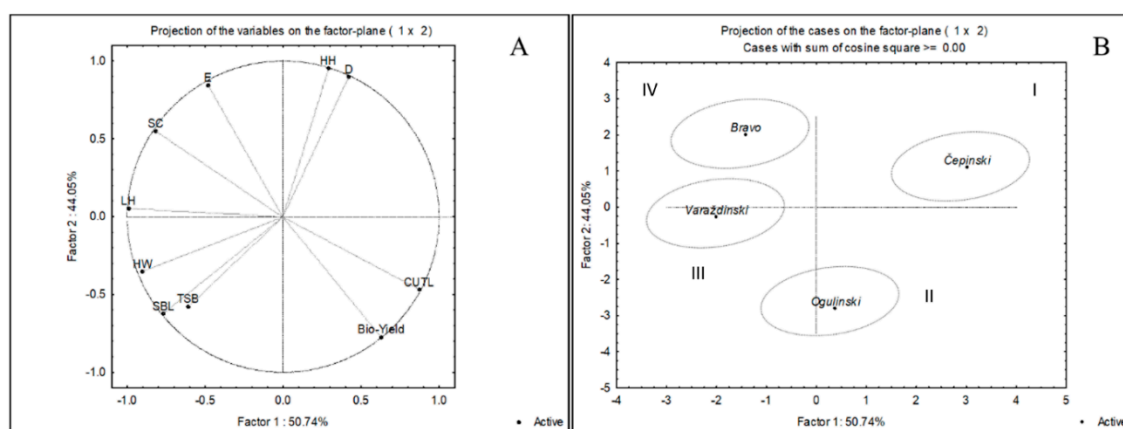 Projection of the variables on the factor-plane ( 1 x 2)
A
1.0
0.5
0.0
-0.5
-1.0
Factor 2 : 44.05%
HH
D
E
SC
LH
HW
SBL
TSB
CUTL
Bio-Yield
-1.0 -0.5 0.0 0.5 1.0
Factor 1 : 50.74%
Active
Projection of the cases on the factor-plane ( 1 x 2)
Cases with sum of cosine square >= 0.00
B
4
3
2
1
0
-1
-2
-3
-4
-5
Factor 2: 44.05%
IV
I
Bravo
Čepinski
Varaždinski
III
II
Ogulinski
-4 -3 -2 -1 0 1 2 3 4 5
Factor 1: 50.74%
Active